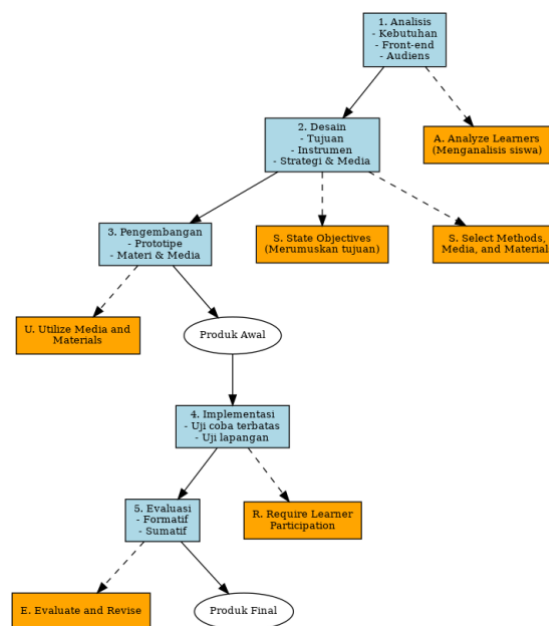 1. Analisis
- Kebutuhan
- Front-end
- Audiens
A. Analyze Learners
(Menganalisis siswa)
2. Desain
- Tujuan
- Instrumen
- Strategi & Media
3. Pengembangan
- Prototipe
- Materi & Media
S. State Objectives
(Merumuskan tujuan)
S. Select Methods,
Media, and Material
U. Utilize Media and
Materials
Produk Awal
4. Implementasi
- Uji coba terbatas
- Uji lapangan
5. Evaluasi
- Formatif
- Sumatif
R. Require Learner
Participation
E. Evaluate and Revise
Produk Final